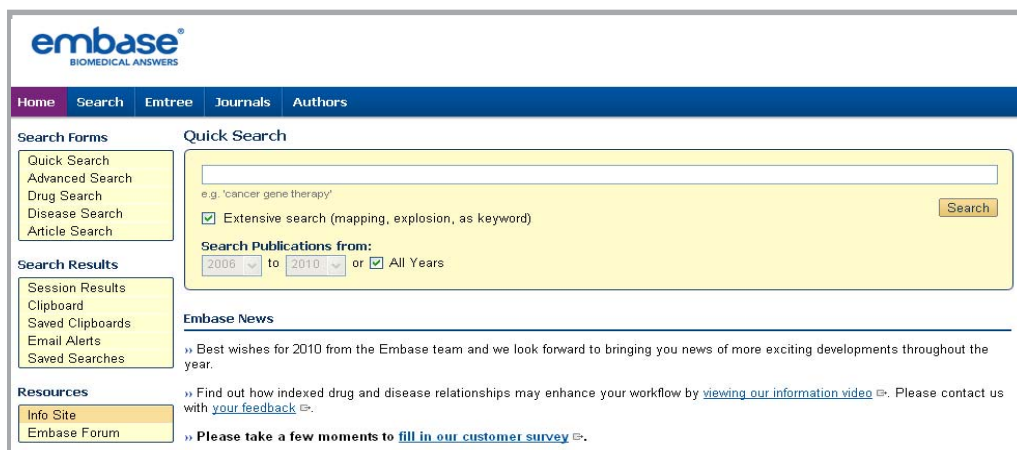 embase®
BIOMEDICAL ANSWERS
Home Search Emtree Journals Authors
Search Forms
Quick Search
Advanced Search
Drug Search
Disease Search
Article Search
Search Results
Session Results
Clipboard
Saved Clipboards
Email Alerts
Saved Searches
Resources
Info Site
Embase Forum
Quick Search
e.g. 'cancer gene therapy'
Extensive search (mapping, explosion, as keyword)
Search
Search Publications from:
2006 to 2010 or All Years
Embase News
›› Best wishes for 2010 from the Embase team and we look forward to bringing you news of more exciting developments throughout the
year.
›› Find out how indexed drug and disease relationships may enhance your workflow by viewing our information video. Please contact us
with your feedback.
›› Please take a few moments to fill in our customer survey.